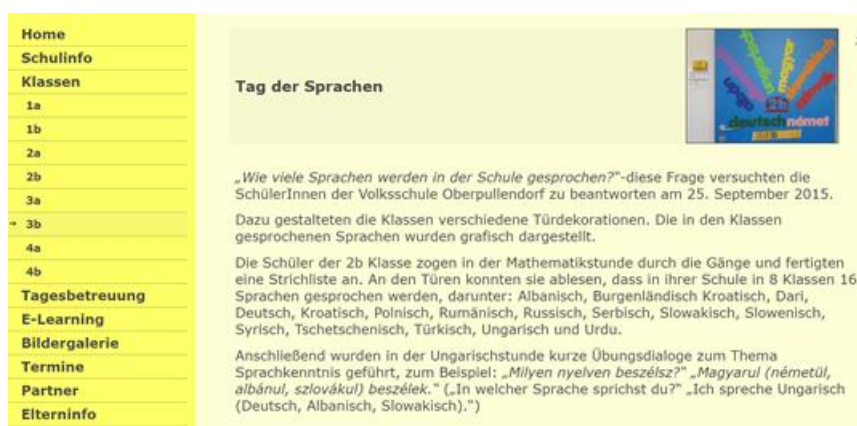 Home
Schulinfo
Klassen
1a
1b
2a
2b
3a
3b
4a
4b
Tagesbetreuung
E-Learning
Bildergalerie
Termine
Partner
Elterninfo
Tag der Sprachen
magyar
deutsch német
2b
„Wie viele Sprachen werden in der Schule gesprochen?"-diese Frage versuchten die
SchülerInnen der Volksschule Oberpullendorf zu beantworten am 25. September 2015.
Dazu gestalteten die Klassen verschiedene Türdekorationen. Die in den Klassen
gesprochenen Sprachen wurden grafisch dargestellt.
Die Schüler der 2b Klasse zogen in der Mathematikstunde durch die Gänge und fertigten
eine Strichliste an. An den Türen konnten sie ablesen, dass in ihrer Schule in 8 Klassen 16
Sprachen gesprochen werden, darunter: Albanisch, Burgenländisch Kroatisch, Dari,
Deutsch, Kroatisch, Polnisch, Rumänisch, Russisch, Serbisch, Slowakisch, Slowenisch,
Syrisch, Tschetschenisch, Türkisch, Ungarisch und Urdu.
Anschließend wurden in der Ungarischstunde kurze Übungsdialoge zum Thema
Sprachkenntnis geführt, zum Beispiel: „Milyen nyelven beszélsz?" „Magyarul (németül,
albánul, szlovákul) beszélek." („In welcher Sprache sprichst du?" „Ich spreche Ungarisch
(Deutsch, Albanisch, Slowakisch).")